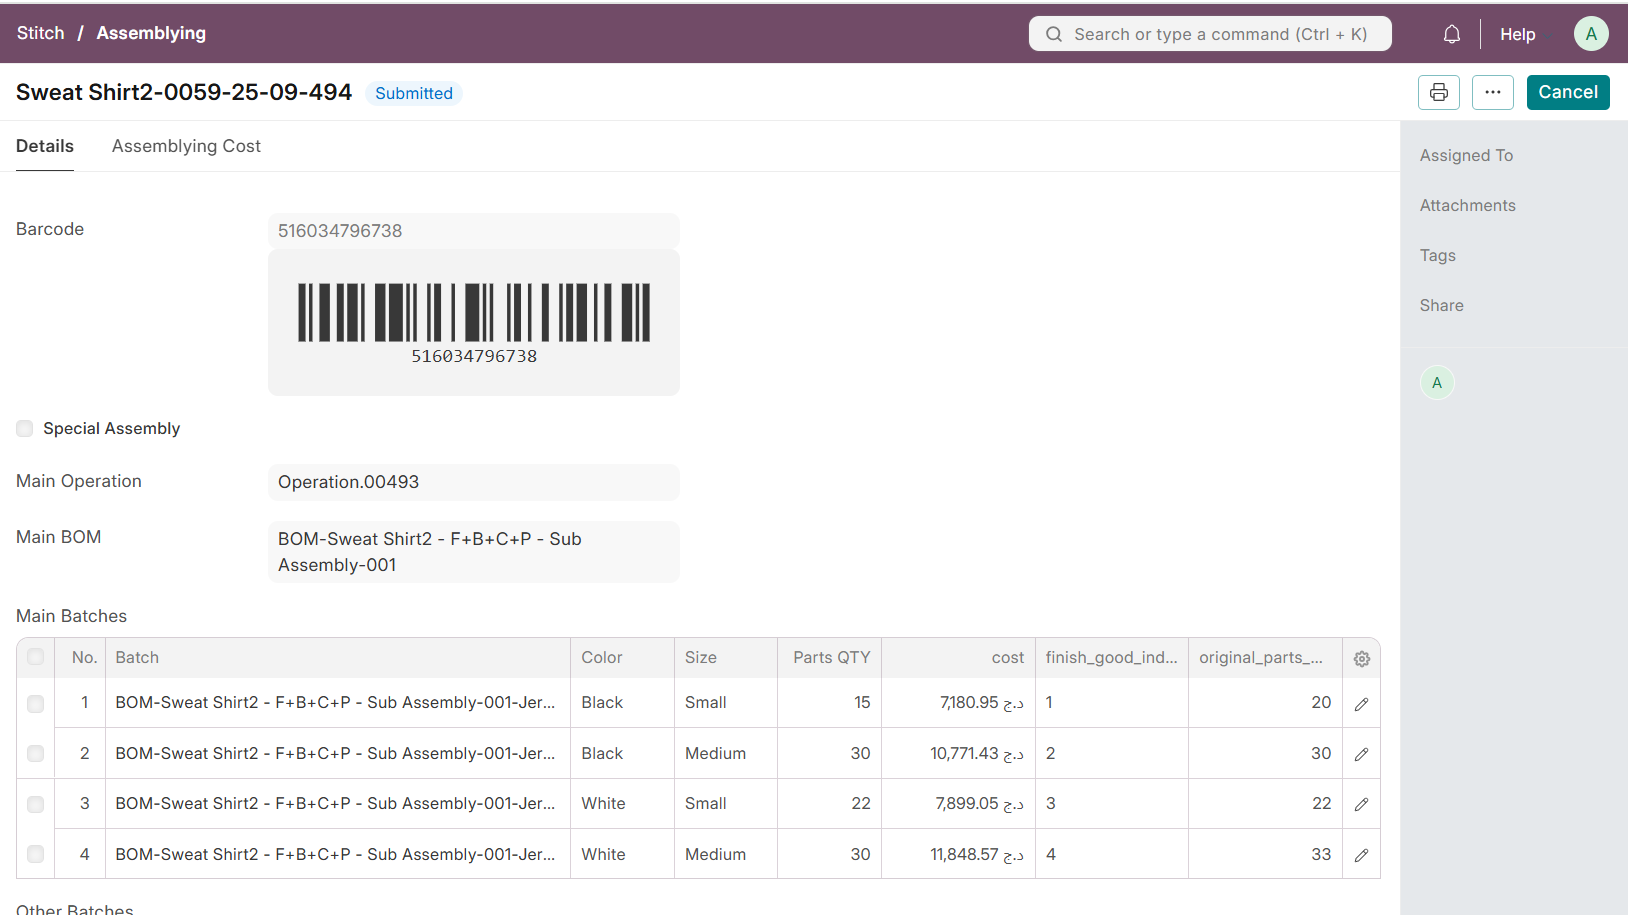 Stitch / Assemblying
Search or type a command (Ctrl + K)
Help
A
Sweat Shirt2-0059-25-09-494
Submitted
Cancel
Details
Assemblying Cost
Assigned To
Attachments
Tags
Share
A
Barcode
516034796738
516034796738
Special Assembly
Main Operation
Operation.00493
Main BOM
BOM-Sweat Shirt2 - F+B+C+P - Sub
Assembly-001
Main Batches
No. Batch Color Size Parts QTY cost finish_good_ind... original_parts_...
1 BOM-Sweat Shirt2 - F+B+C+P - Sub Assembly-001-Jer... Black Small 15 7,180.95 د.ج 1 20
2 BOM-Sweat Shirt2 - F+B+C+P - Sub Assembly-001-Jer... Black Medium 30 10,771.43 د.ج 2 30
3 BOM-Sweat Shirt2 - F+B+C+P - Sub Assembly-001-Jer... White Small 22 7,899.05 د.ج 3 22
4 BOM-Sweat Shirt2 - F+B+C+P - Sub Assembly-001-Jer... White Medium 30 11,848.57 د.ج 4 33
Other Batches